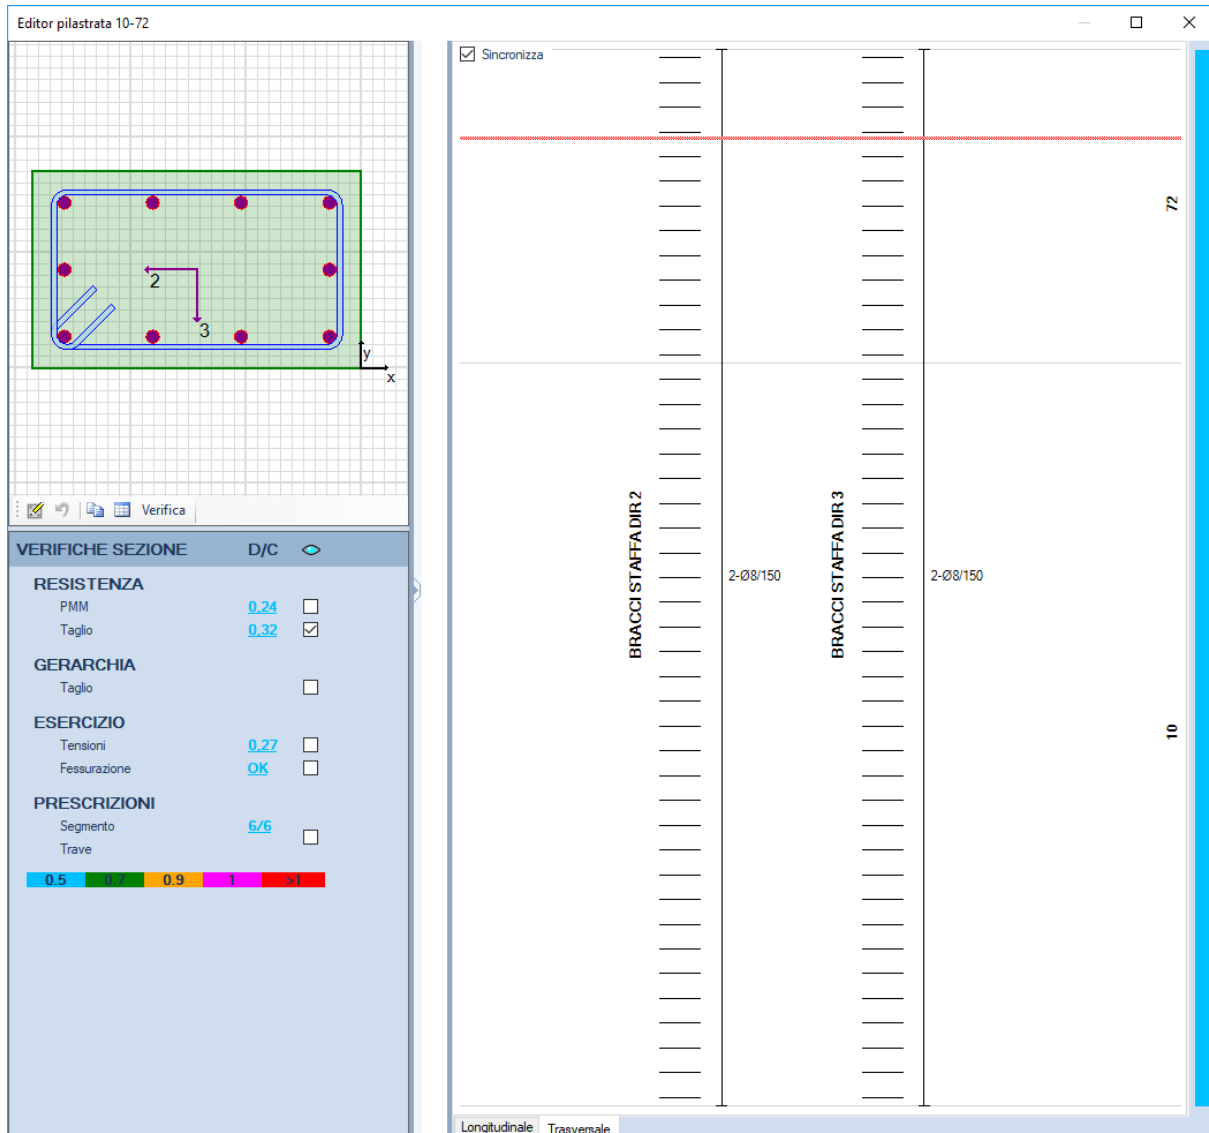 Editor pilastrata 10-72
Sincronizza
2
3
y
x
Verifica
VERIFICHE SEZIONE D/C
RESISTENZA
PMM 0,24
Taglio 0,32
GERARCHIA
Taglio
ESERCIZIO
Tensioni 0,27
Fessurazione OK
PRESCRIZIONI
Segmento 6/6
Trave
0.5 0.7 0.9 1 >1
BRACCI STAFFA DIR 2
2-Ø8/150
BRACCI STAFFA DIR 3
2-Ø8/150
72
10
Longitudinale Trasversale